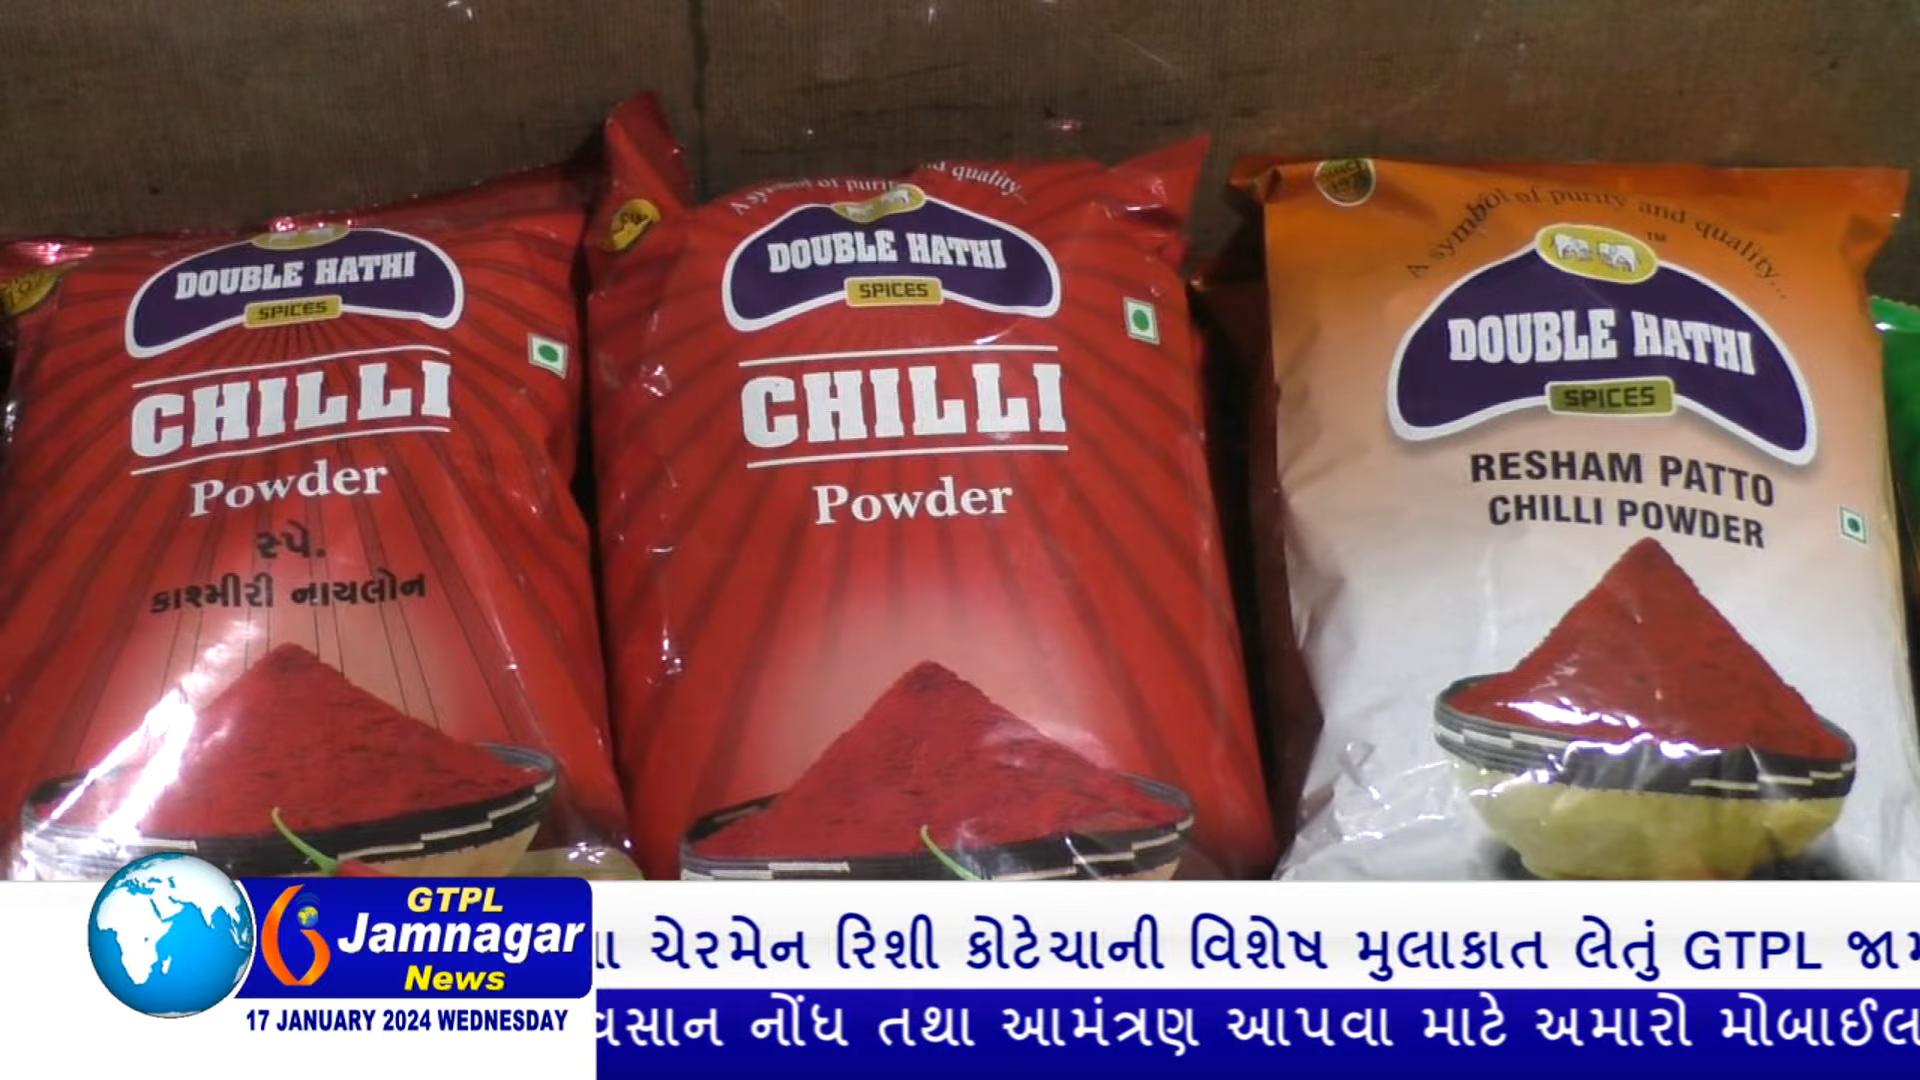 DOUBLE HATHI
SPICES
CHILLI
Powder
સ્પે.
કાશ્મીરી નાયલોન
A symbol of purity and quality...
DOUBLE HATHI
SPICES
CHILLI
Powder
A symbol of purity and quality...
TM
DOUBLE HATHI
SPICES
RESHAM PATTO
CHILLI POWDER
GTPL
Jamnagar
News
17 JANUARY 2024 WEDNESDAY
ચેરમેન રિશી કોટેચાની વિશેષ મુલાકાત લેતું GTPL
નોંધ તથા આમંત્રણ આપવા માટે અમારો